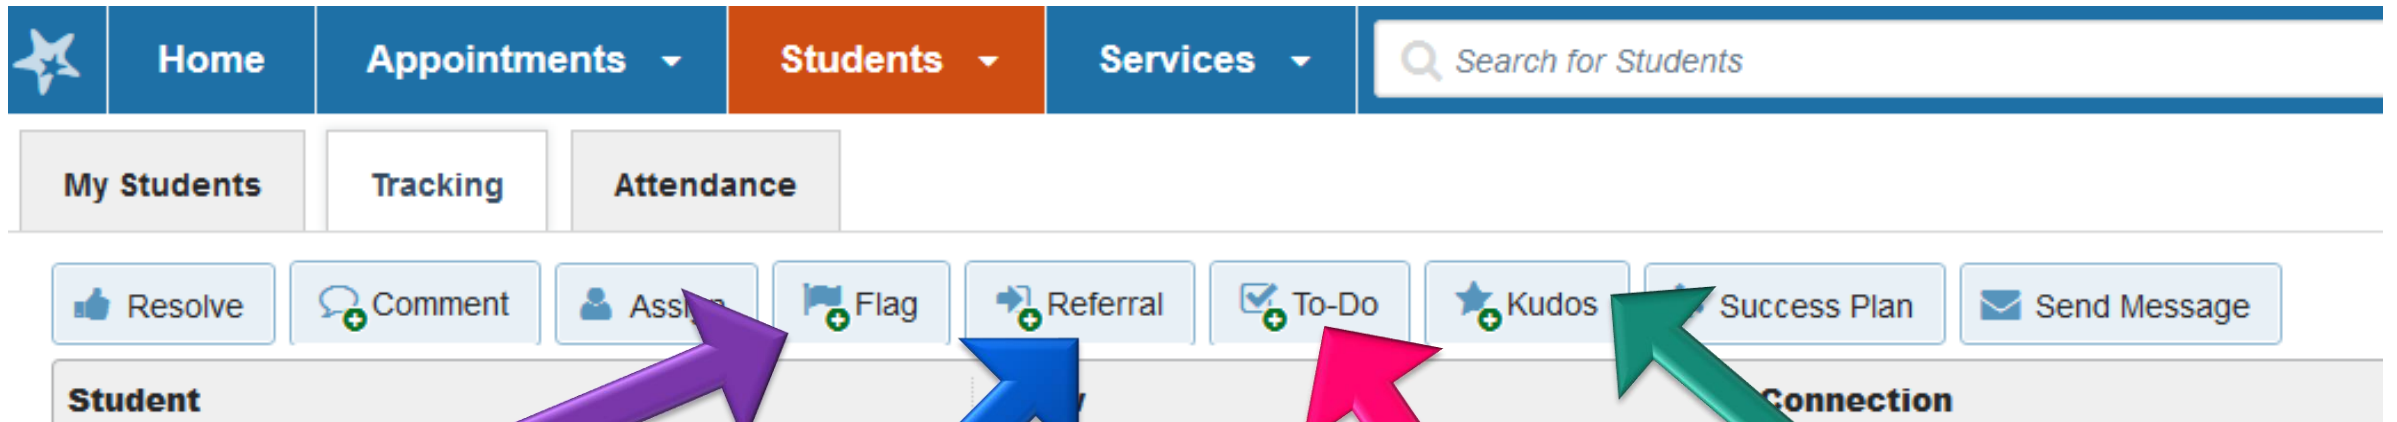 Home Appointments Students Services Search for Students
My Students Tracking Attendance
Resolve Comment Assign Flag Referral To-Do Kudos Success Plan Send Message
Student Connection